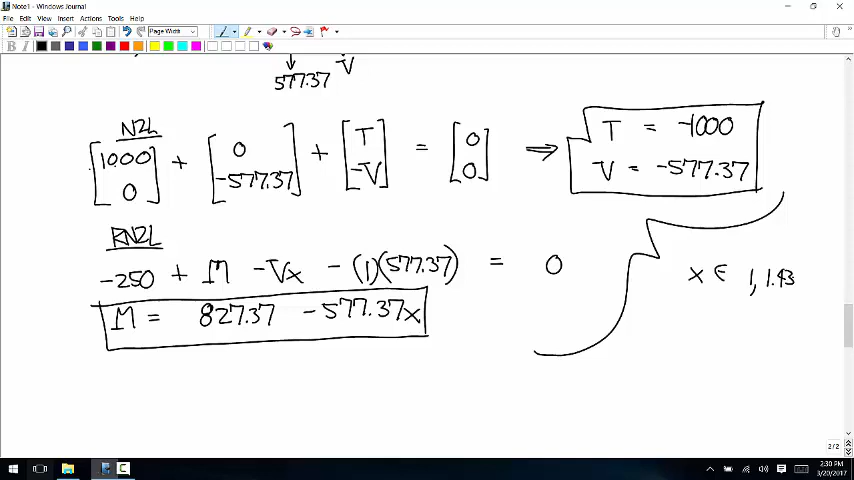 Note1 - Windows Journal
File Edit View Insert Actions Tools Help
Page Width
B I
577.37 V
N2L
[1000 0] + [0 -577.37] + [T -V] = [0 0] ⇒ T = -1000
V = -577.37
RN2L
-250 + M -Vx - (1)(577.37) = 0
x ∈ 1, 1.43
M = 827.37 - 577.37x
2/2
2:30 PM
3/20/2017